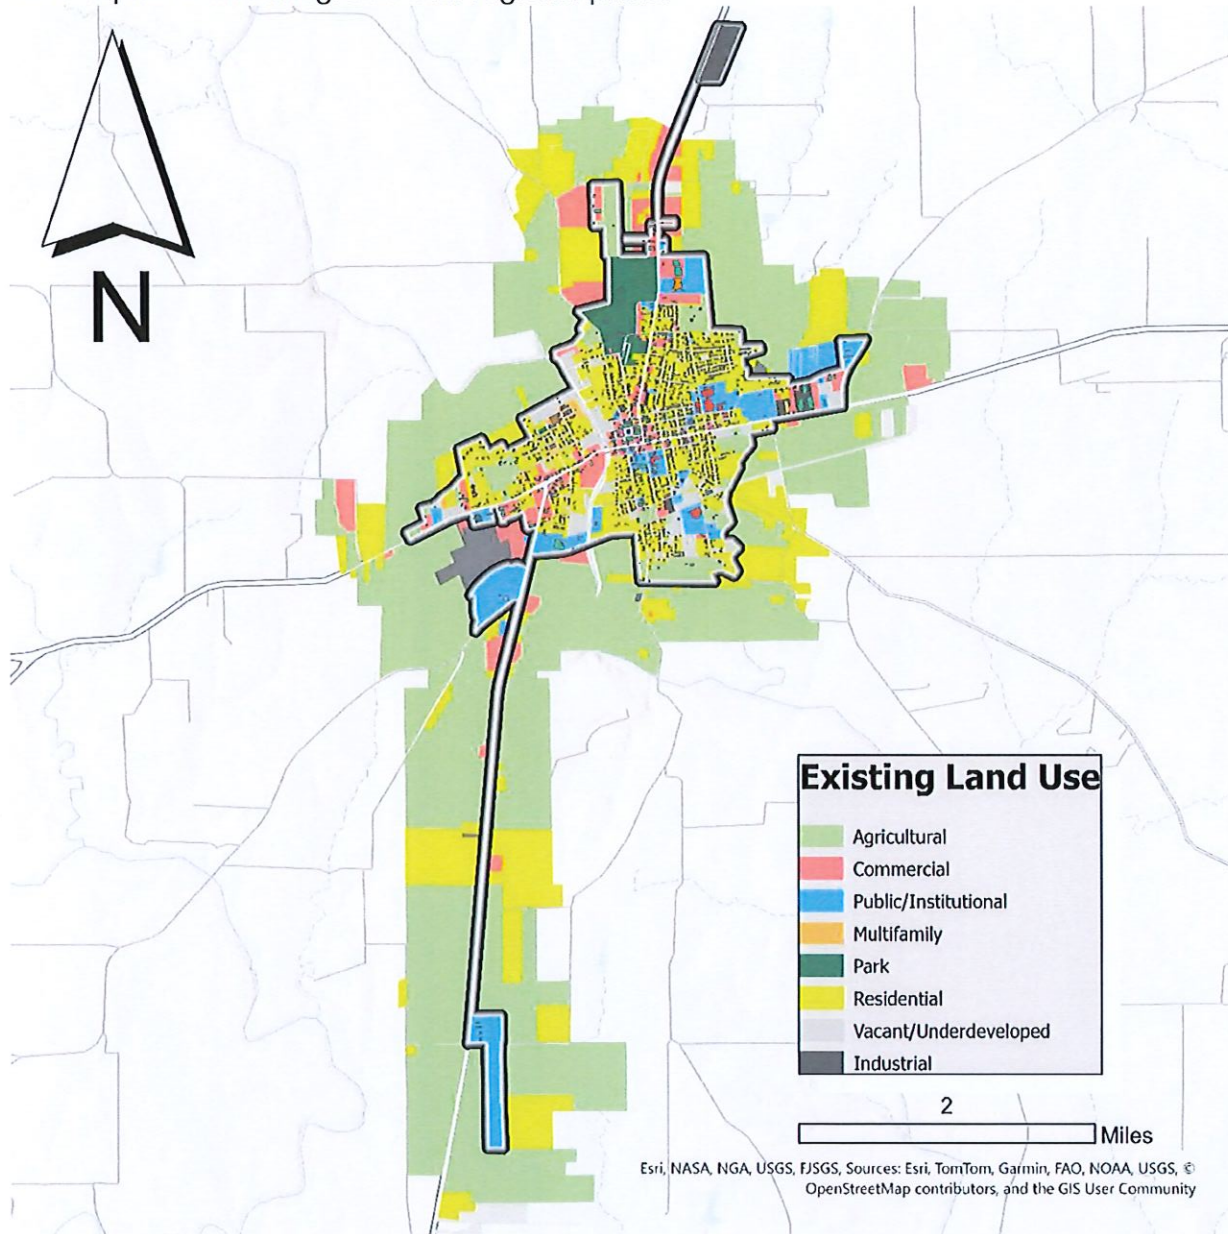 N
Existing Land Use
Agricultural
Commercial
Public/Institutional
Multifamily
Park
Residential
Vacant/Underdeveloped
Industrial
2
Miles
Esri, NASA, NGA, USGS, FJSGS, Sources: Esri, TomTom, Garmin, FAO, NOAA, USGS, ©
OpenStreetMap contributors, and the GIS User Community